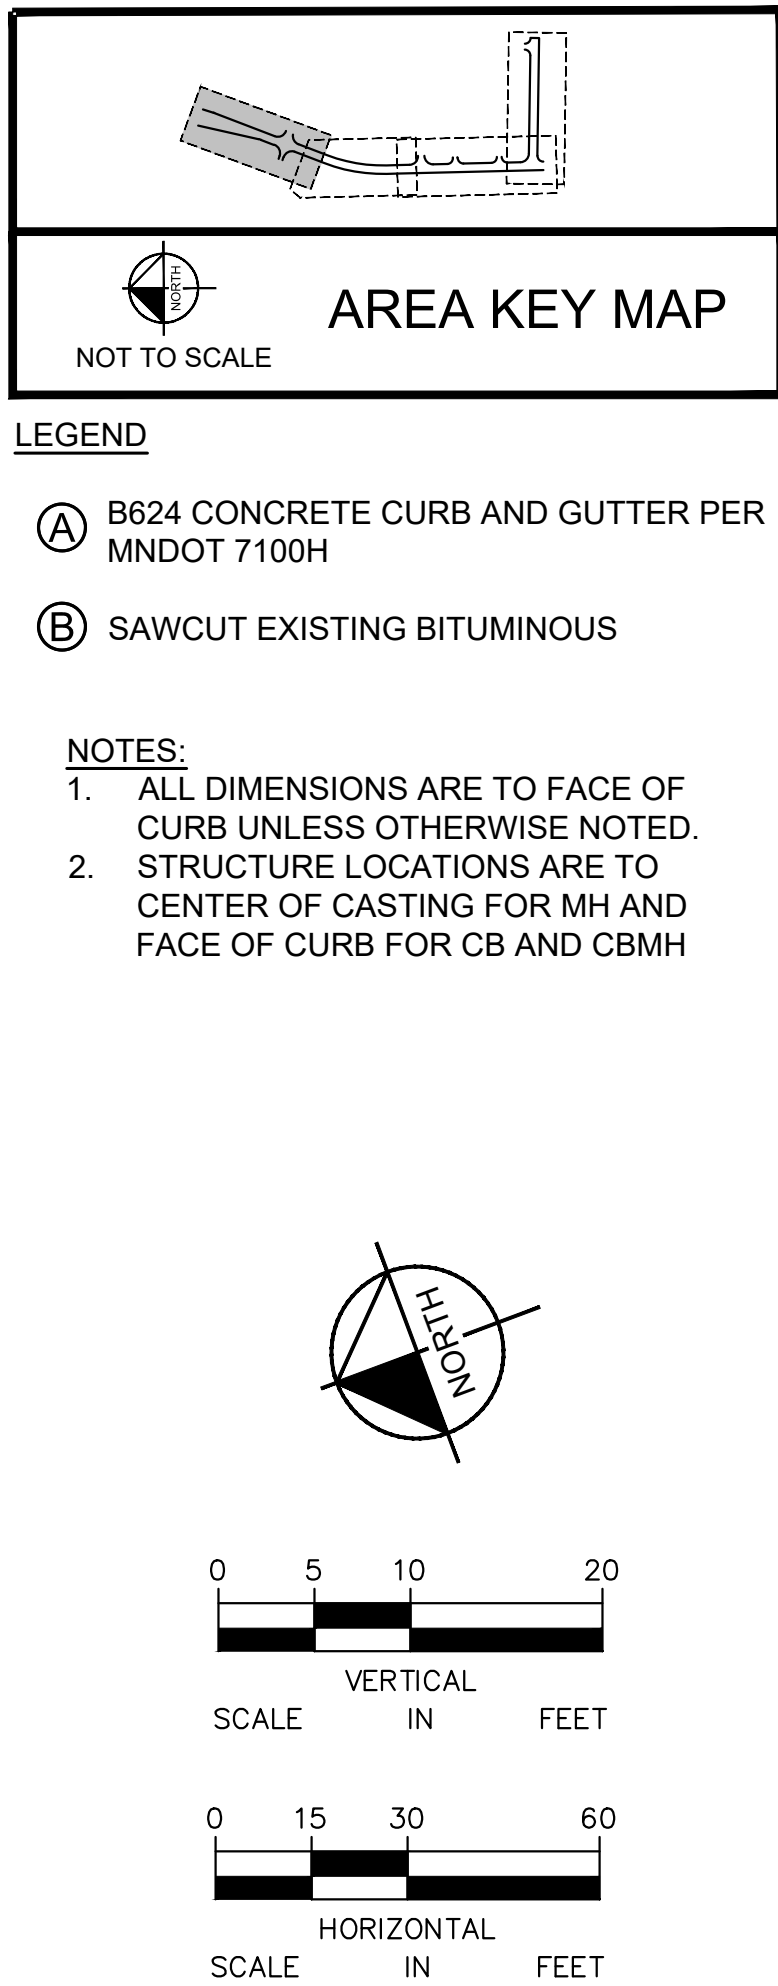 NORTH
NOT TO SCALE
AREA KEY MAP
LEGEND
A B624 CONCRETE CURB AND GUTTER PER
MNDOT 7100H
B SAWCUT EXISTING BITUMINOUS
NOTES:
1. ALL DIMENSIONS ARE TO FACE OF
CURB UNLESS OTHERWISE NOTED.
2. STRUCTURE LOCATIONS ARE TO
CENTER OF CASTING FOR MH AND
FACE OF CURB FOR CB AND CBMH
NORTH
0 5 10 20
VERTICAL
SCALE IN FEET
0 15 30 60
HORIZONTAL
SCALE IN FEET